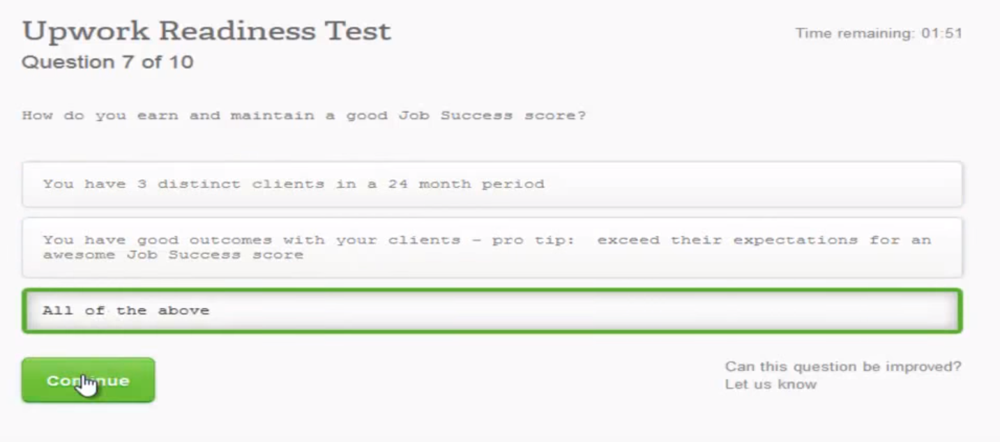 Upwork Readiness Test
Time remaining: 01:51
Question 7 of 10
How do you earn and maintain a good Job Success score?
You have 3 distinct clients in a 24 month period
You have good outcomes with your clients - pro tip: exceed their expectations for an
awesome Job Success score
All of the above
Continue
Can this question be improved?
Let us know